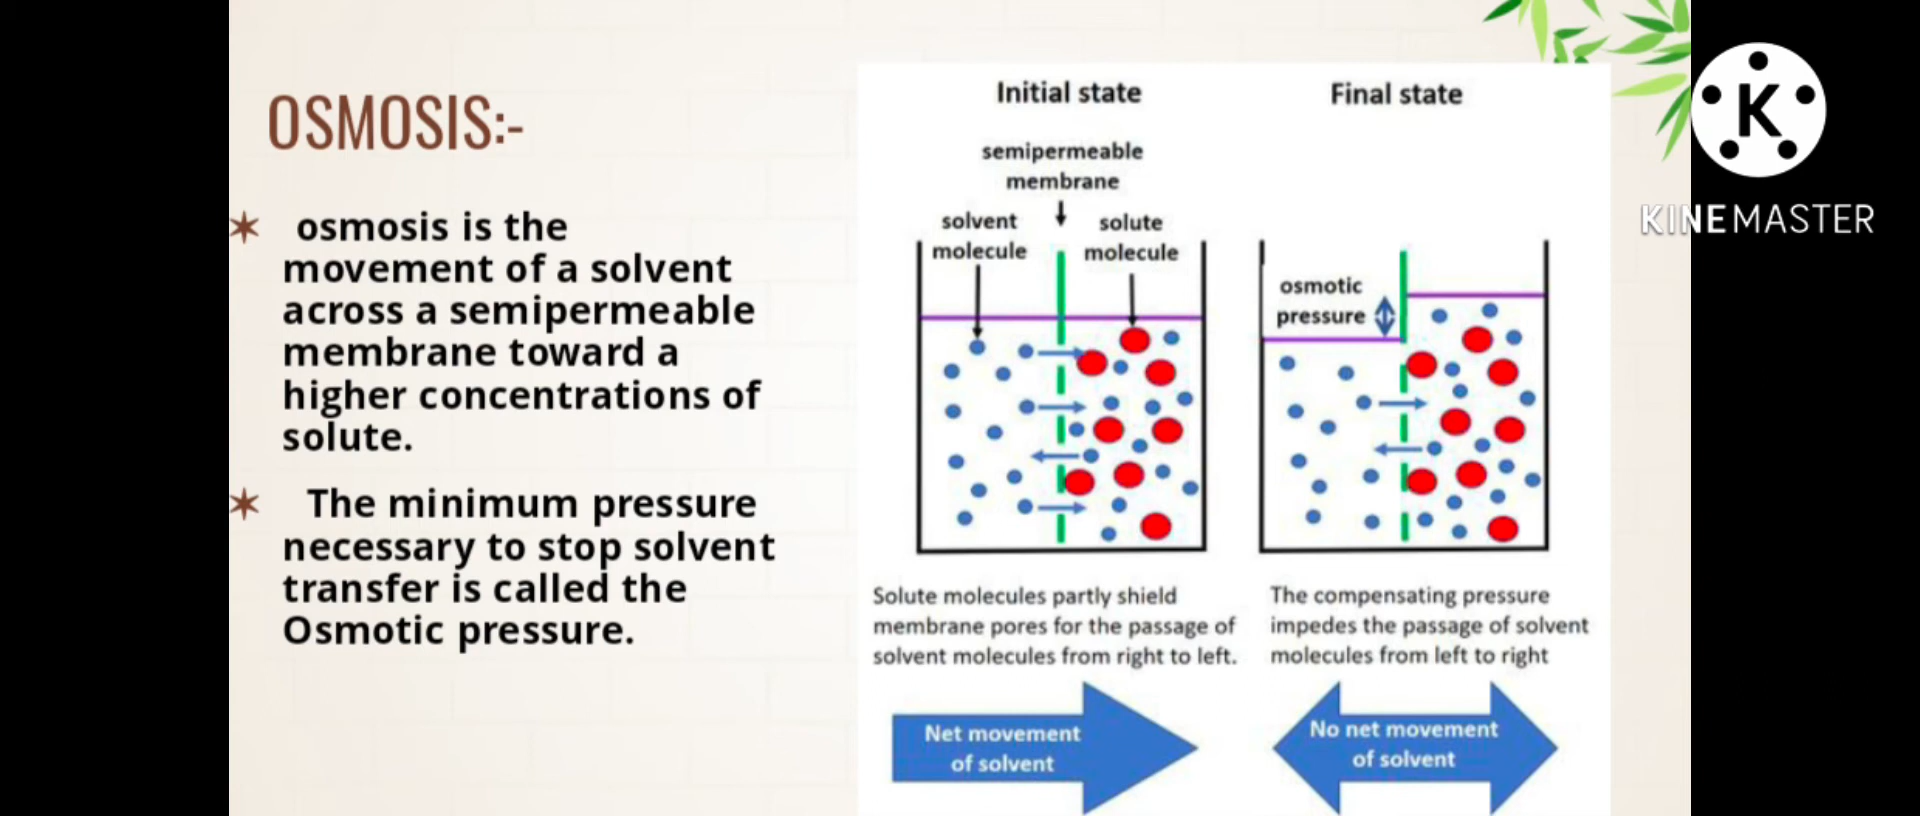 OSMOSIS:-
✶ osmosis is the
movement of a solvent
across a semipermeable
membrane toward a
higher concentrations of
solute.
✶ The minimum pressure
necessary to stop solvent
transfer is called the
Osmotic pressure.
Initial state
semipermeable
membrane
solvent
molecule
solute
molecule
Solute molecules partly shield
membrane pores for the passage of
solvent molecules from right to left.
Net movement
of solvent
Final state
osmotic
pressure
The compensating pressure
impedes the passage of solvent
molecules from left to right
No net movement
of solvent
K
KINEMASTER